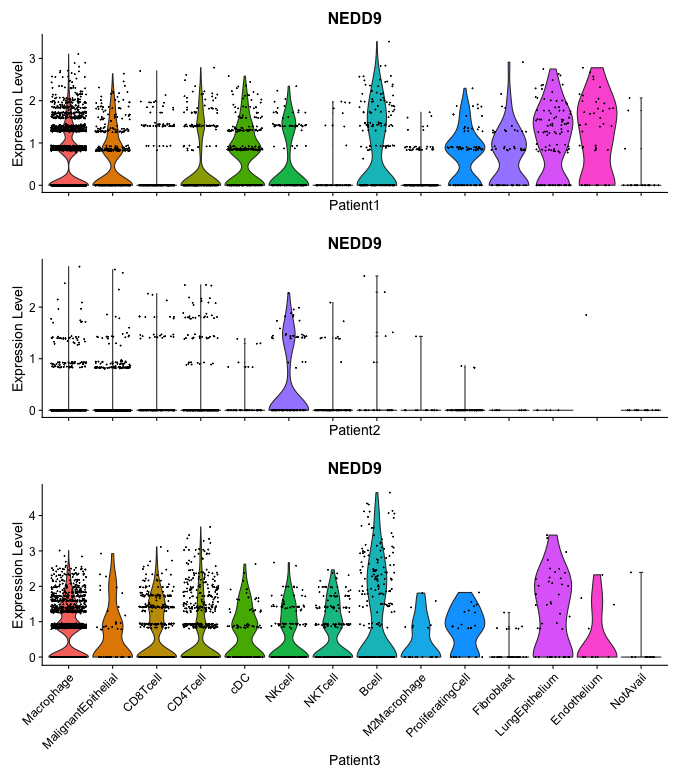 NEDD9
Expression Level
3
2
1
0
Patient1
NEDD9
Expression Level
2
1
0
Patient2
NEDD9
Expression Level
4
3
2
1
0
Macrophage
MalignantEpithelial
CD8Tcell
CD4Tcell
cDC
NKcell
NKTcell
Bcell
M2Macrophage
ProliferatingCell
Fibroblast
LungEpithelium
Endothelium
NotAvail
Patient3